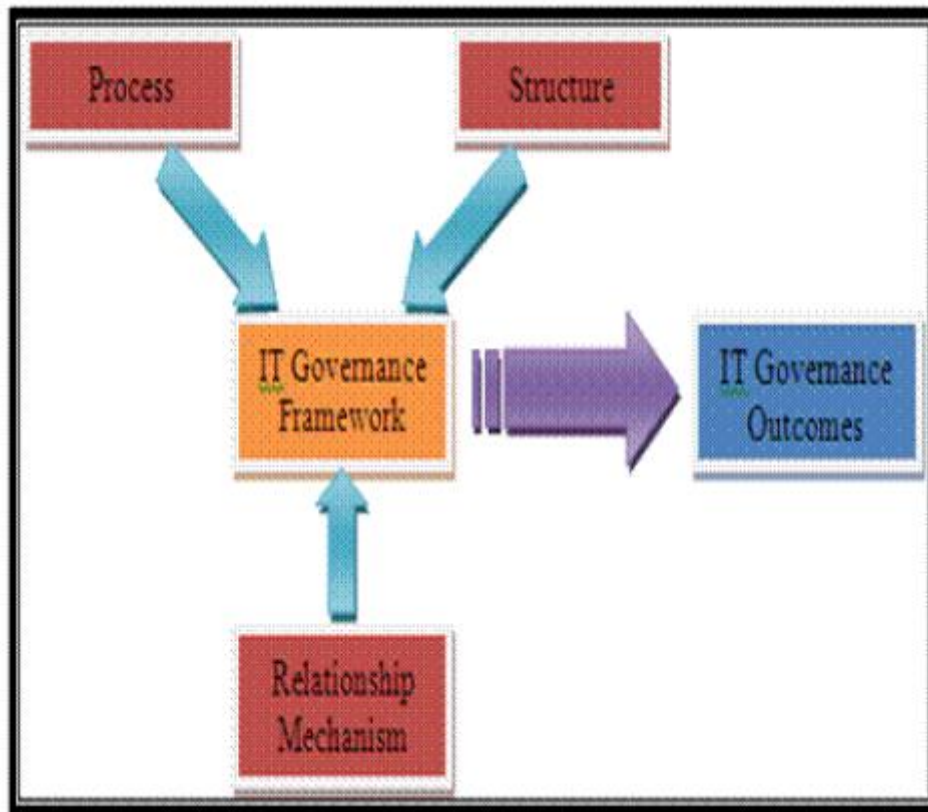 Process
Structure
IT Governance
Framework
IT Governance
Outcomes
Relationship
Mechanism